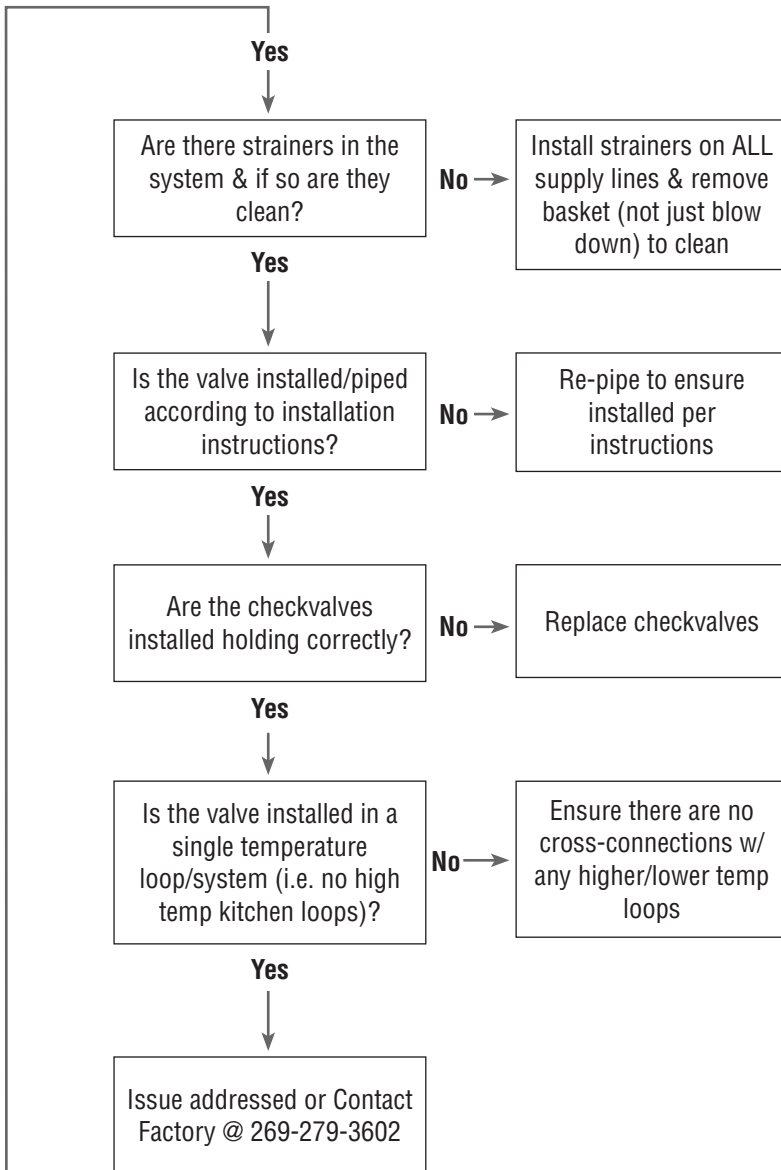 Yes
Are there strainers in the
system & if so are they
clean?
No
Install strainers on ALL
supply lines & remove
basket (not just blow
down) to clean
Yes
Is the valve installed/piped
according to installation
instructions?
No
Re-pipe to ensure
installed per
instructions
Yes
Are the checkvalves
installed holding correctly?
No
Replace checkvalves
Yes
Is the valve installed in a
single temperature
loop/system (i.e. no high
temp kitchen loops)?
No
Ensure there are no
cross-connections w/
any higher/lower temp
loops
Yes
Issue addressed or Contact
Factory @ 269-279-3602